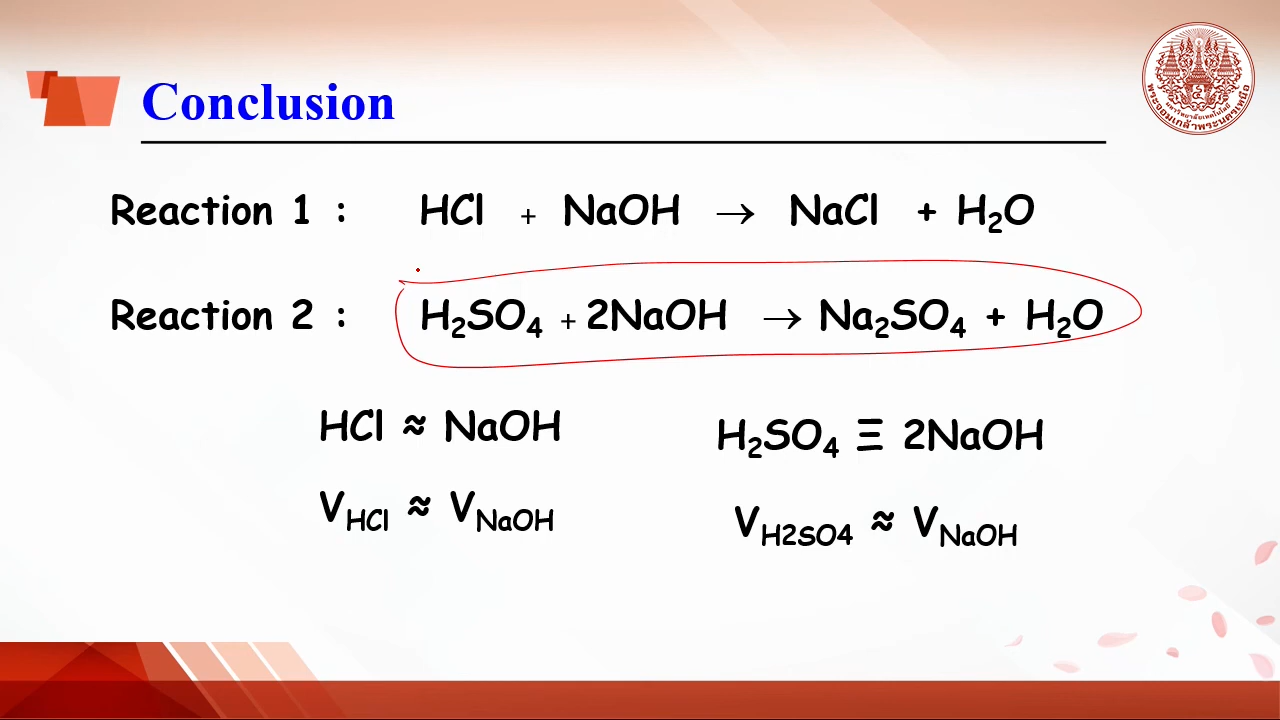 Conclusion
Reaction 1 : HCl + NaOH → NaCl + H₂O
Reaction 2 : H₂SO₄ + 2NaOH → Na₂SO₄ + H₂O
HCl ≈ NaOH
V_HCl ≈ V_NaOH
H₂SO₄ Ξ 2NaOH
V_H2SO4 ≈ V_NaOH